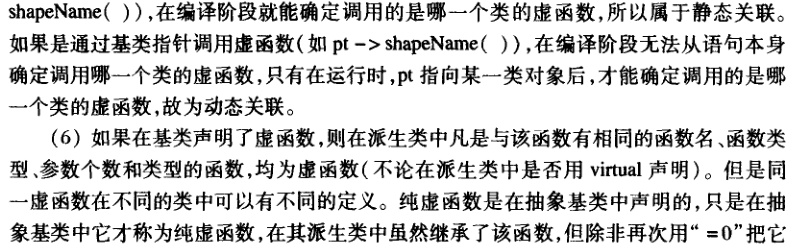 shapeName( )),在编译阶段就能确定调用的是哪一个类的虚函数,所以属于静态关联。
如果是通过基类指针调用虚函数(如 pt -> shapeName( )),在编译阶段无法从语句本身
确定调用哪一个类的虚函数,只有在运行时,pt 指向某一类对象后,才能确定调用的是哪
一个类的虚函数,故为动态关联。
(6) 如果在基类声明了虚函数,则在派生类中凡是与该函数有相同的函数名、函数类
型、参数个数和类型的函数,均为虚函数(不论在派生类中是否用 virtual 声明)。但是同
一虚函数在不同的类中可以有不同的定义。纯虚函数是在抽象基类中声明的,只是在抽
象基类中它才称为纯虚函数,在其派生类中虽然继承了该函数,但除非再次用“ =0”把它